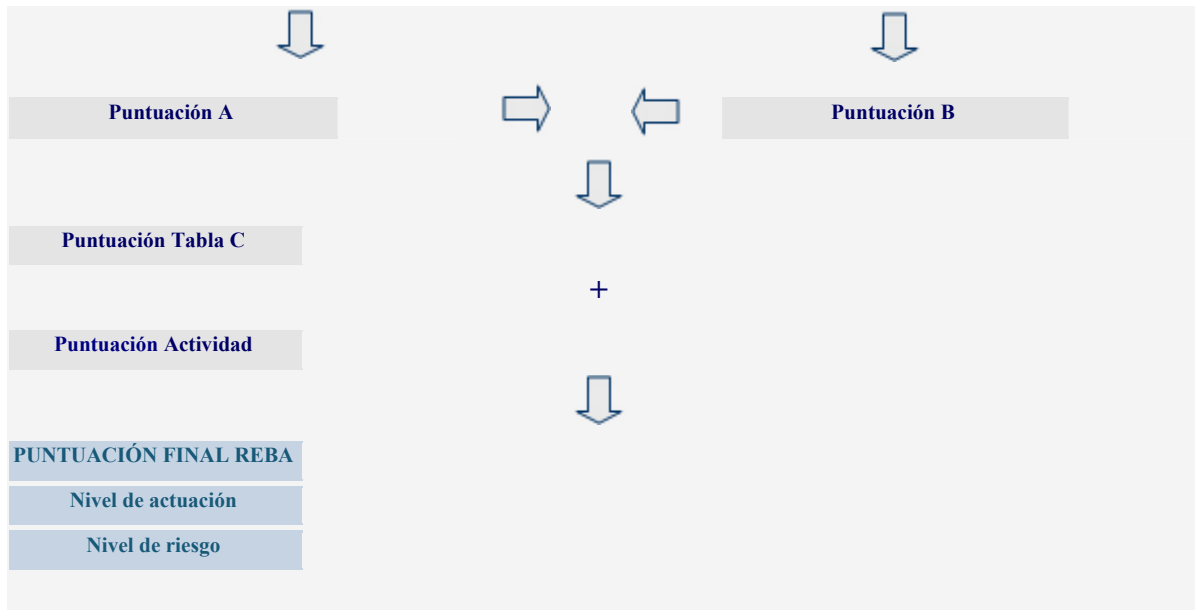 Puntuación A
Puntuación B
Puntuación Tabla C
+
Puntuación Actividad
PUNTUACIÓN FINAL REBA
Nivel de actuación
Nivel de riesgo